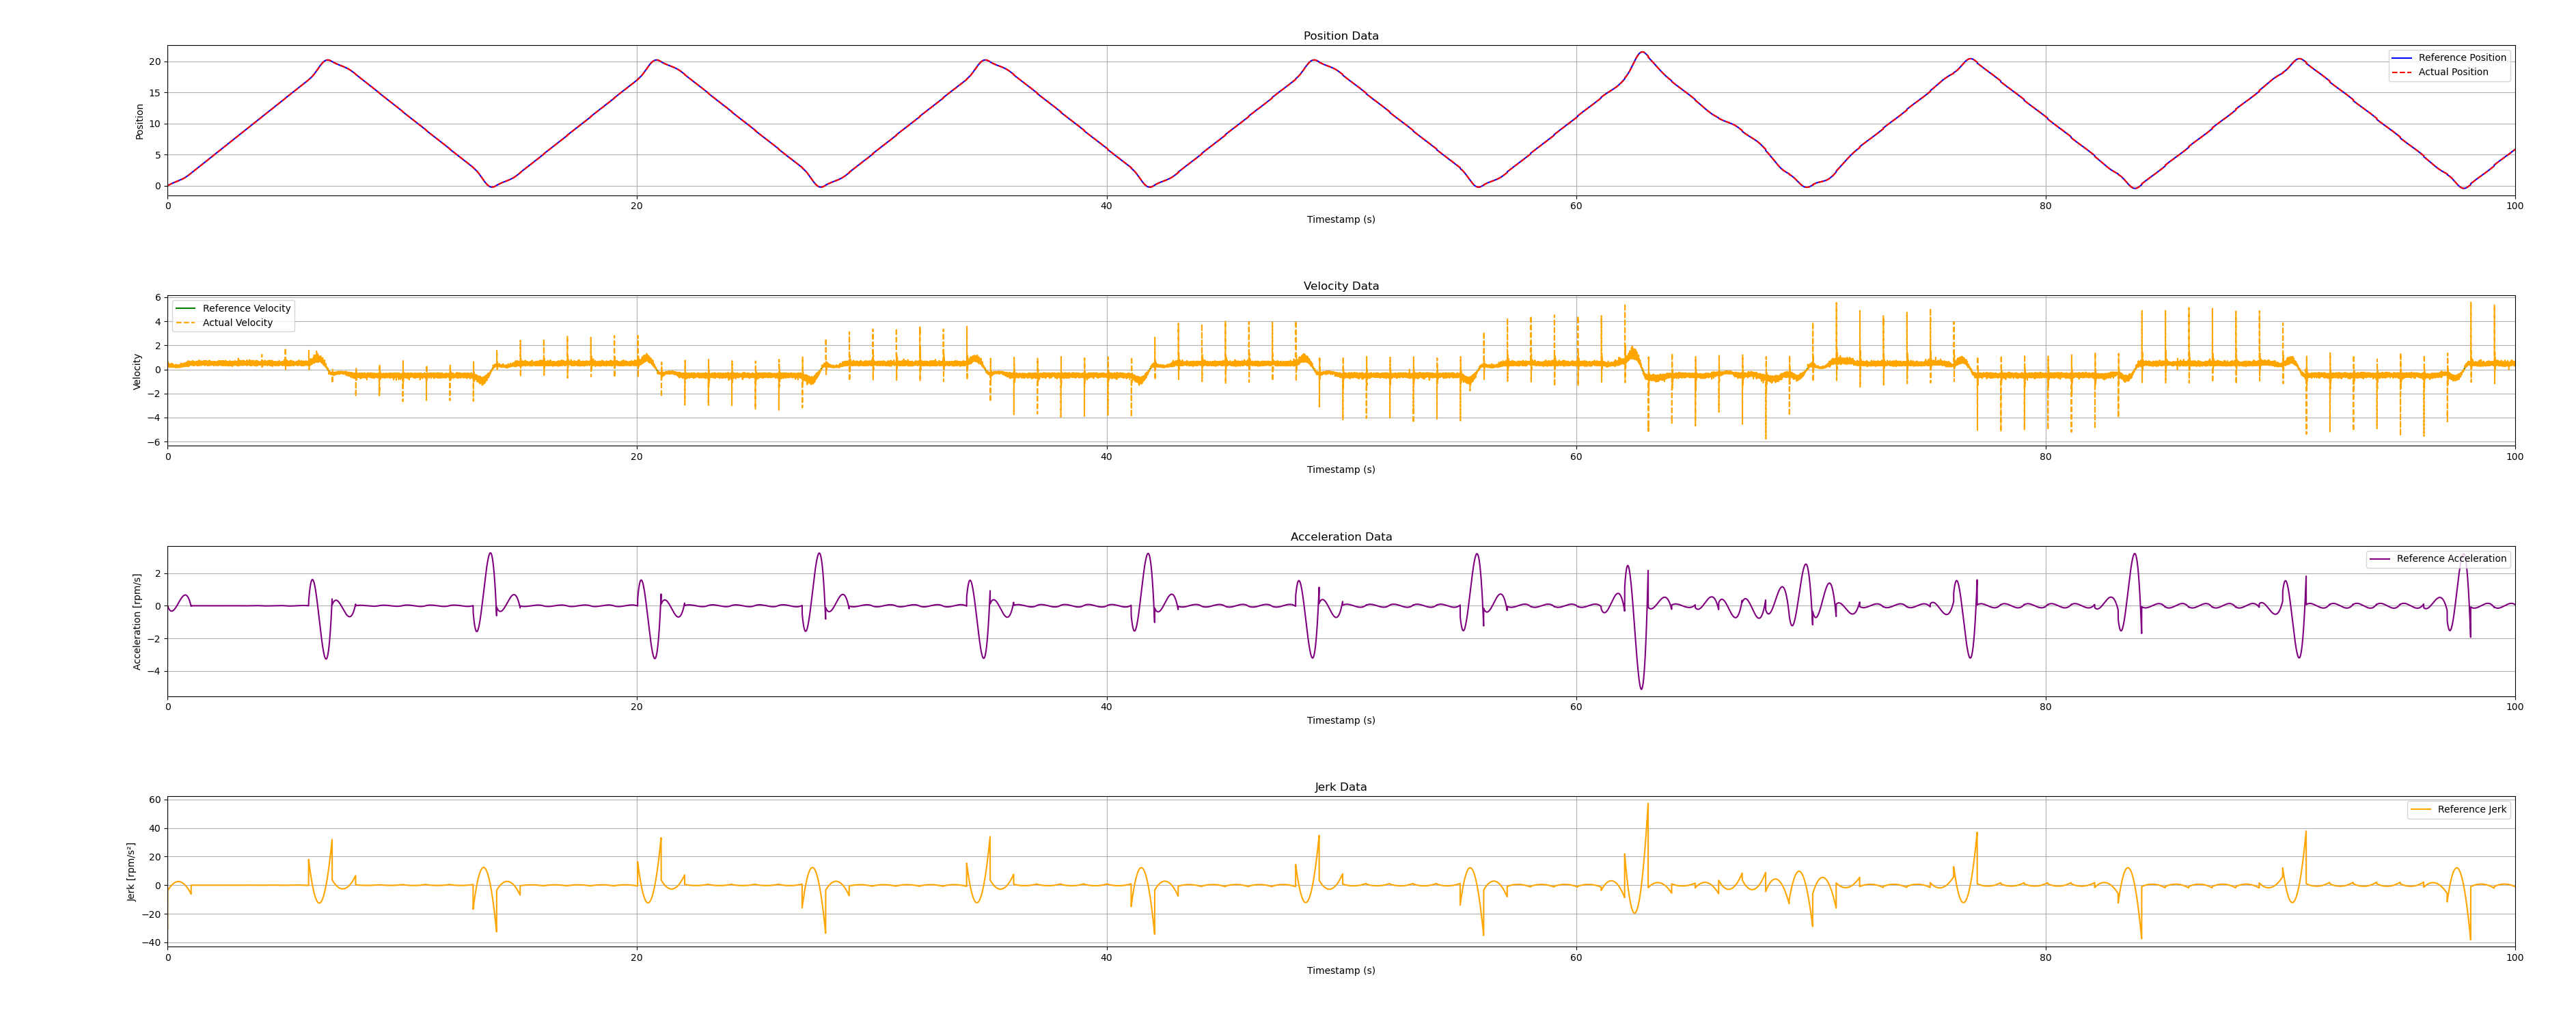 Position Data
Position
20
15
10
5
0
Reference Position
Actual Position
0 20 40 60 80 100
Timestamp (s)
Velocity Data
Velocity
6
4
2
0
−2
−4
−6
Reference Velocity
Actual Velocity
0 20 40 60 80 100
Timestamp (s)
Acceleration Data
Acceleration [rpm/s]
2
0
−2
−4
Reference Acceleration
0 20 40 60 80 100
Timestamp (s)
Jerk Data
Jerk [rpm/s²]
60
40
20
0
−20
−40
Reference Jerk
0 20 40 60 80 100
Timestamp (s)